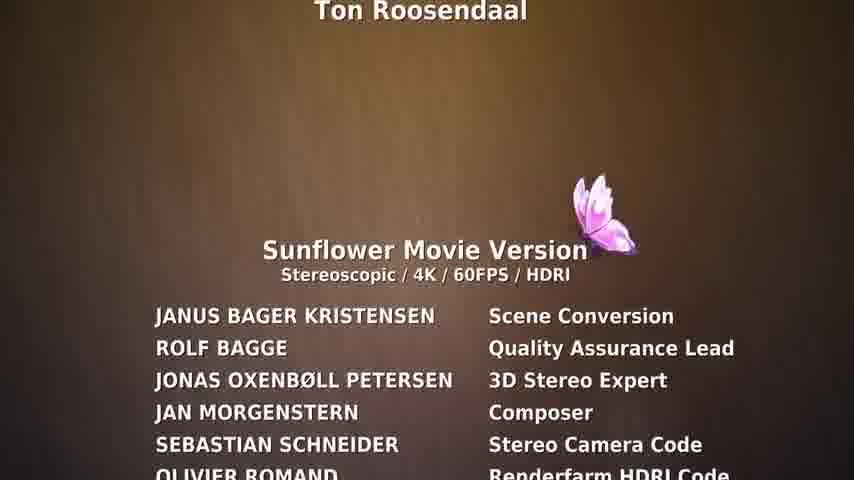 Ton Roosendaal
Sunflower Movie Version
Stereoscopic / 4K / 60FPS / HDRI
JANUS BAGER KRISTENSEN Scene Conversion
ROLF BAGGE Quality Assurance Lead
JONAS OXENBØLL PETERSEN 3D Stereo Expert
JAN MORGENSTERN Composer
SEBASTIAN SCHNEIDER Stereo Camera Code
OLIVIER ROMAND Renderfarm HDRI Code